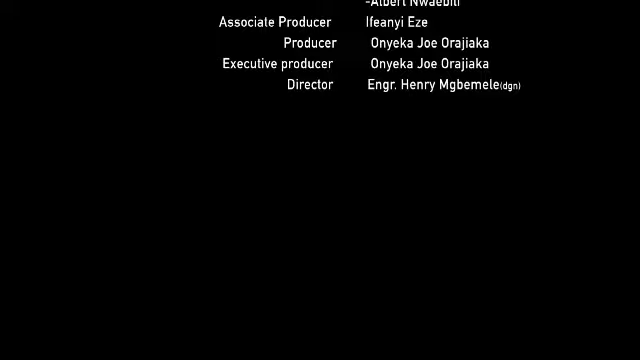 -Albert Nwaebili
Associate Producer Ifeanyi Eze
Producer Onyeka Joe Orajiaka
Executive producer Onyeka Joe Orajiaka
Director Engr. Henry Mgbemele(dgn)